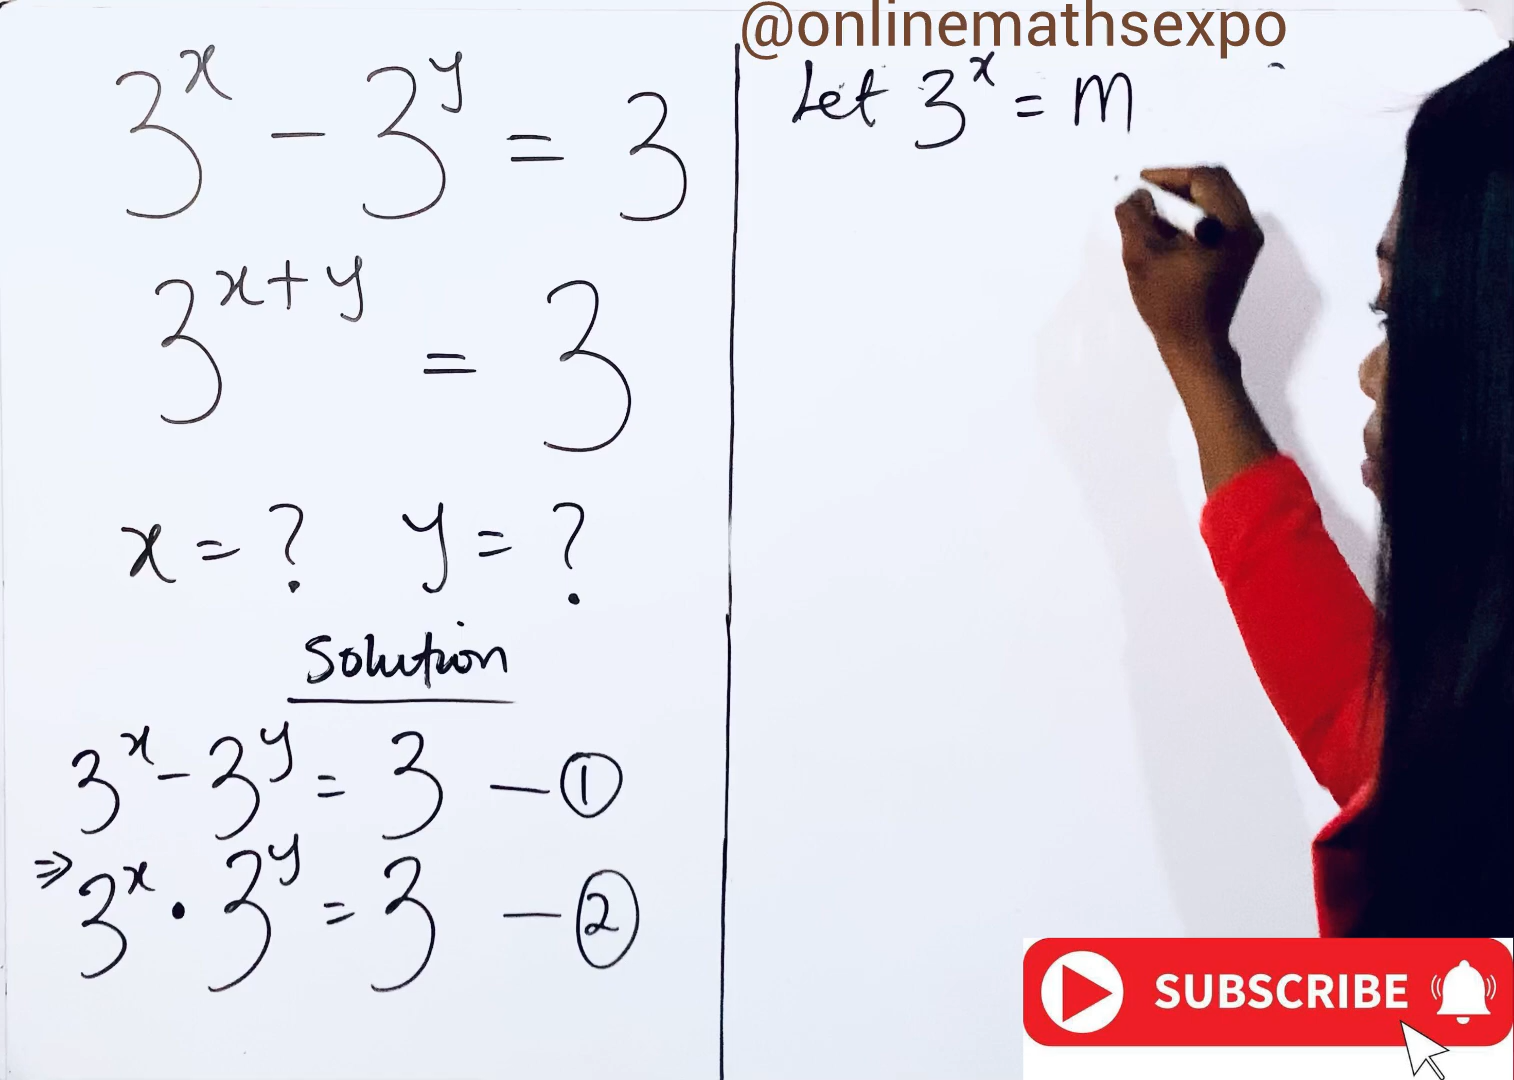 @onlinemathsexpo
3^x - 3^y = 3
3^{x+y} = 3
x = ? y = ?
Solution
3^x - 3^y = 3 — ①
⇒ 3^x · 3^y = 3 — ②
Let 3^x = m
SUBSCRIBE